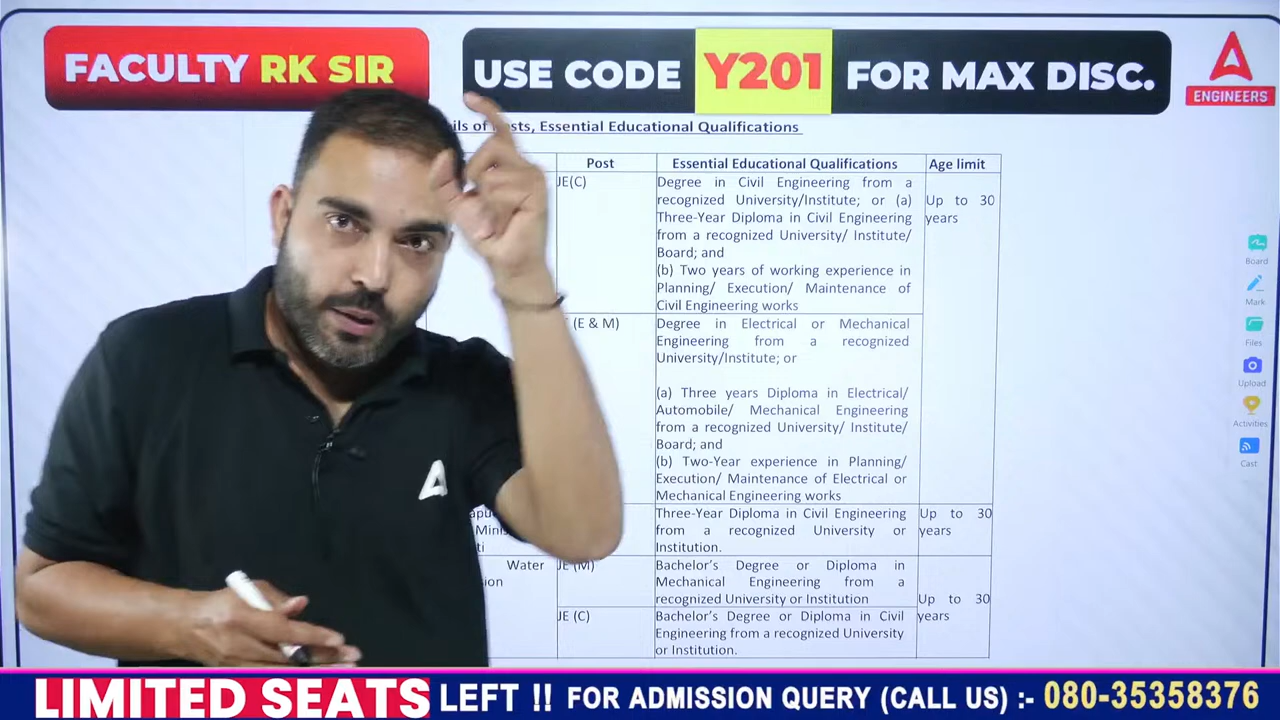 FACULTY RK SIR
USE CODE Y201 FOR MAX DISC.
ENGINEERS
Essential Educational Qualifications
Post
Essential Educational Qualifications
Age limit
JE(C)
Degree in Civil Engineering from a
recognized University/Institute; or (a)
Three-Year Diploma in Civil Engineering
from a recognized University/ Institute/
Board; and
(b) Two years of working experience in
Planning/ Execution/ Maintenance of
Civil Engineering works
Up to 30
years
(E & M)
Degree in Electrical or Mechanical
Engineering from a recognized
University/Institute; or
(a) Three years Diploma in Electrical/
Automobile/ Mechanical Engineering
from a recognized University/ Institute/
Board; and
(b) Two-Year experience in Planning/
Execution/ Maintenance of Electrical or
Mechanical Engineering works
Three-Year Diploma in Civil Engineering
from a recognized University or
Institution.
Up to 30
years
Water
JE (M)
Bachelor's Degree or Diploma in
Mechanical Engineering from a
recognized University or Institution
Up to 30
years
JE (C)
Bachelor's Degree or Diploma in Civil
Engineering from a recognized University
or Institution.
Board
Mark
Files
Upload
Activities
Cast
LIMITED SEATS LEFT !! FOR ADMISSION QUERY (CALL US) :- 080-35358376